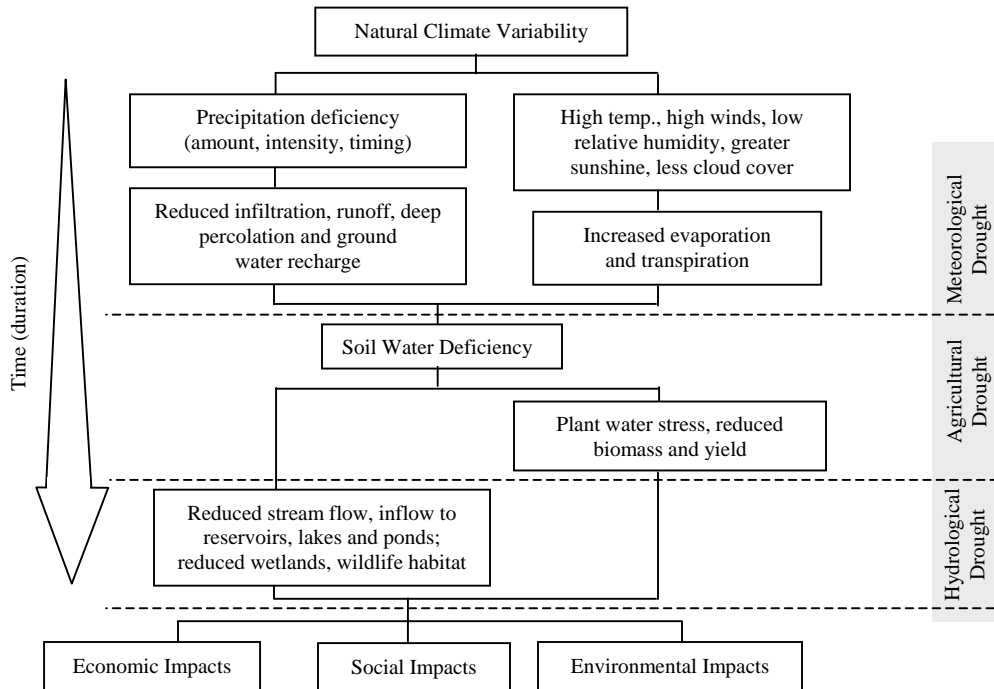 Natural Climate Variability
Precipitation deficiency
(amount, intensity, timing)
High temp., high winds, low
relative humidity, greater
sunshine, less cloud cover
Reduced infiltration, runoff, deep
percolation and ground
water recharge
Increased evaporation
and transpiration
Meteorological
Drought
Time (duration)
Soil Water Deficiency
Plant water stress, reduced
biomass and yield
Agricultural
Drought
Reduced stream flow, inflow to
reservoirs, lakes and ponds;
reduced wetlands, wildlife habitat
Hydrological
Drought
Economic Impacts
Social Impacts
Environmental Impacts